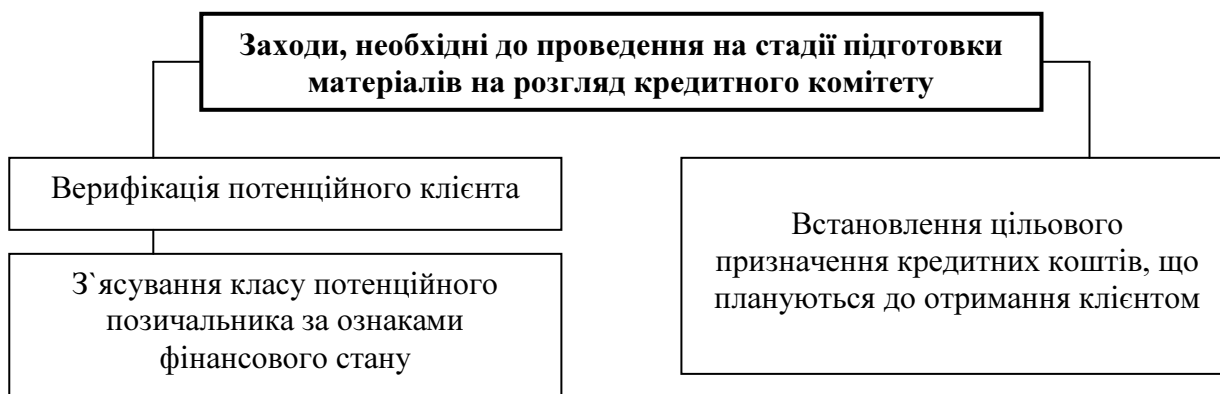 Заходи, необхідні до проведення на стадії підготовки
матеріалів на розгляд кредитного комітету
Верифікація потенційного клієнта
З`ясування класу потенційного
позичальника за ознаками
фінансового стану
Встановлення цільового
призначення кредитних коштів, що
плануються до отримання клієнтом